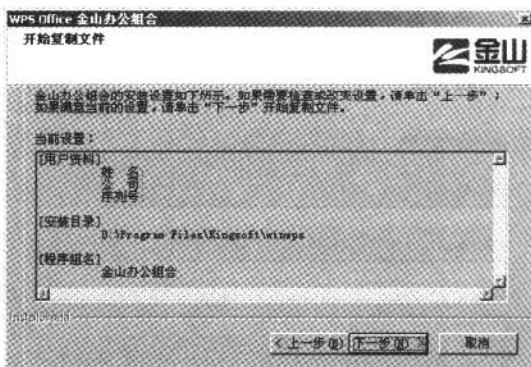 WPS Office 金山办公组合
开始复制文件
金山
KINGSOFT
金山办公组合的安装设置如下所示。如果需要检查或改变设置，请单击“上一步”；
如果满意当前的设置，请单击“下一步”开始复制文件。
当前设置：
[用户资料]
姓 名:
公 司:
序列号:
[安装目录]
D:\Program Files\Kingsoft\winwps
[程序组名]
金山办公组合
InstallShield
< 上一步(B) 下一步(N) > 取消